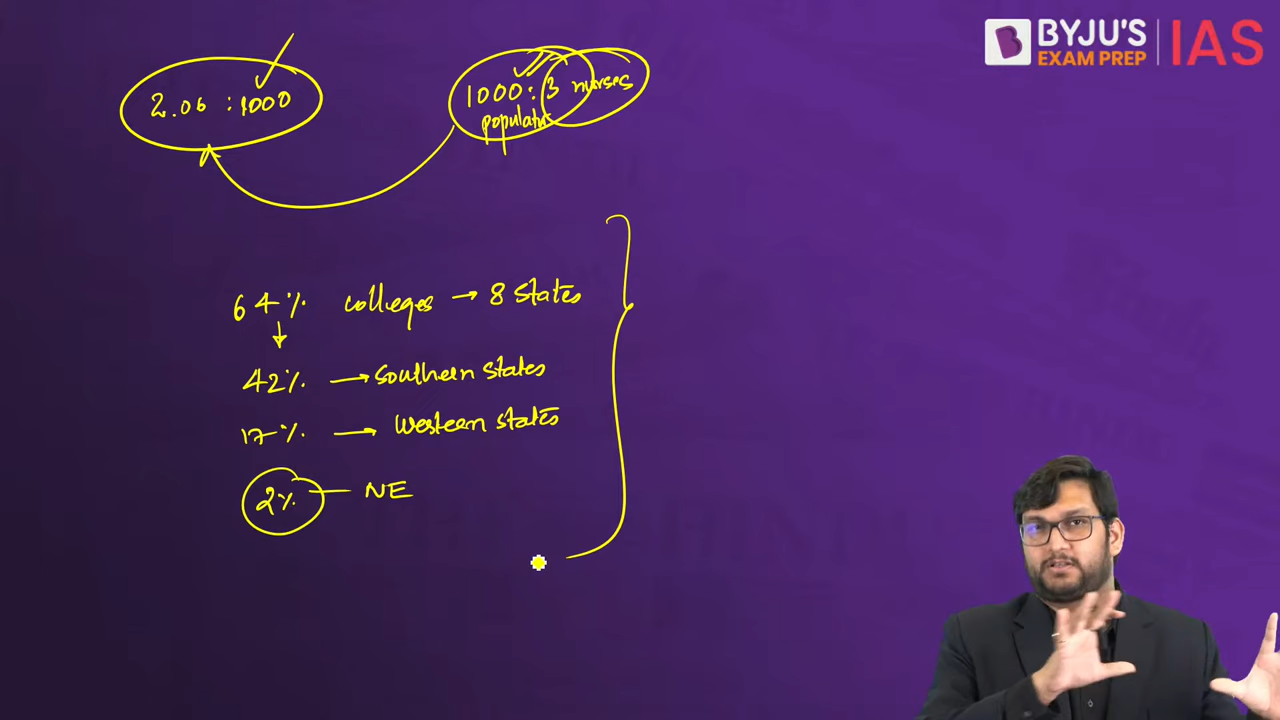 BYJU'S
EXAM PREP
IAS
2.06 : 1000
1000 : 3 nurses
populatn
64% colleges → 8 states
42% → Southern states
17% → Western states
2% — NE